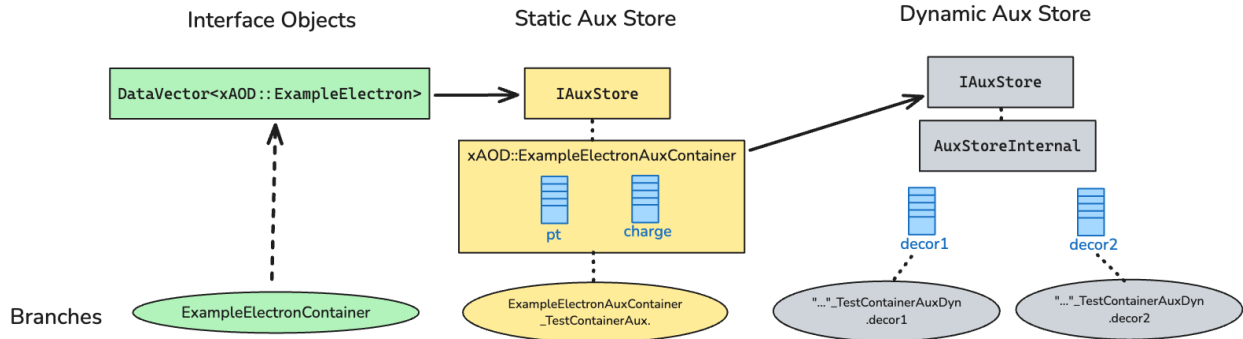 Interface Objects
Static Aux Store
Dynamic Aux Store
DataVector<xAOD::ExampleElectron>
IAuxStore
IAuxStore
AuxStoreInternal
xAOD::ExampleElectronAuxContainer
pt
charge
decor1
decor2
Branches
ExampleElectronContainer
ExampleElectronAuxContainer
_TestContainerAux.
"..."_TestContainerAuxDyn
.decor1
"..."_TestContainerAuxDyn
.decor2